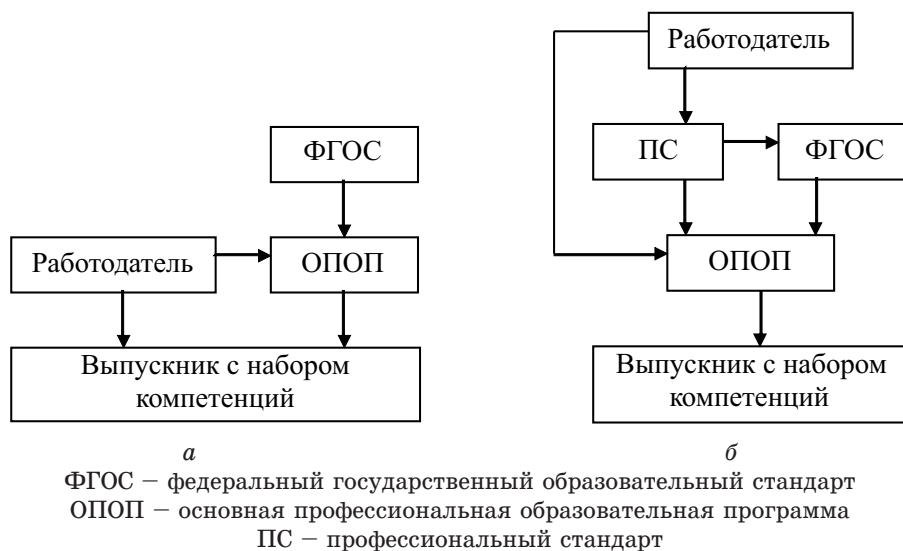 ФГОС
Работодатель
ОПОП
Выпускник с набором
компетенций
а
Работодатель
ПС
ФГОС
ОПОП
Выпускник с набором
компетенций
б
ФГОС – федеральный государственный образовательный стандарт
ОПОП – основная профессиональная образовательная программа
ПС – профессиональный стандарт